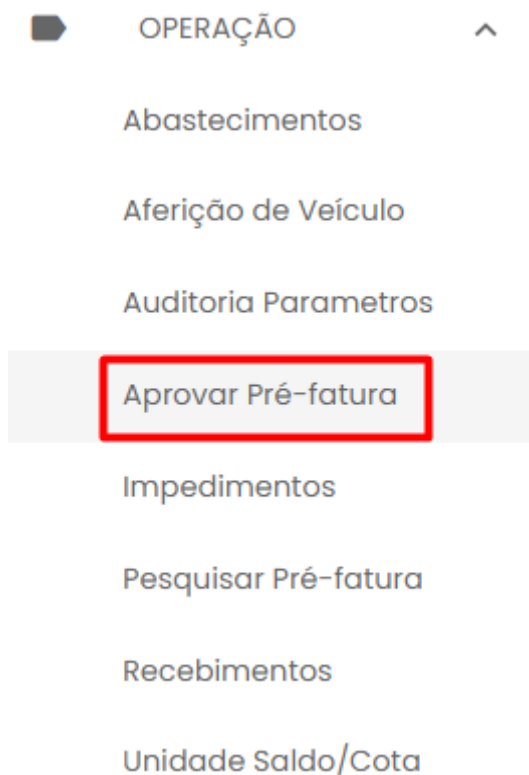 OPERAÇÃO
Abastecimentos
Aferição de Veículo
Auditoria Parametros
Aprovar Pré-fatura
Impedimentos
Pesquisar Pré-fatura
Recebimentos
Unidade Saldo/Cota